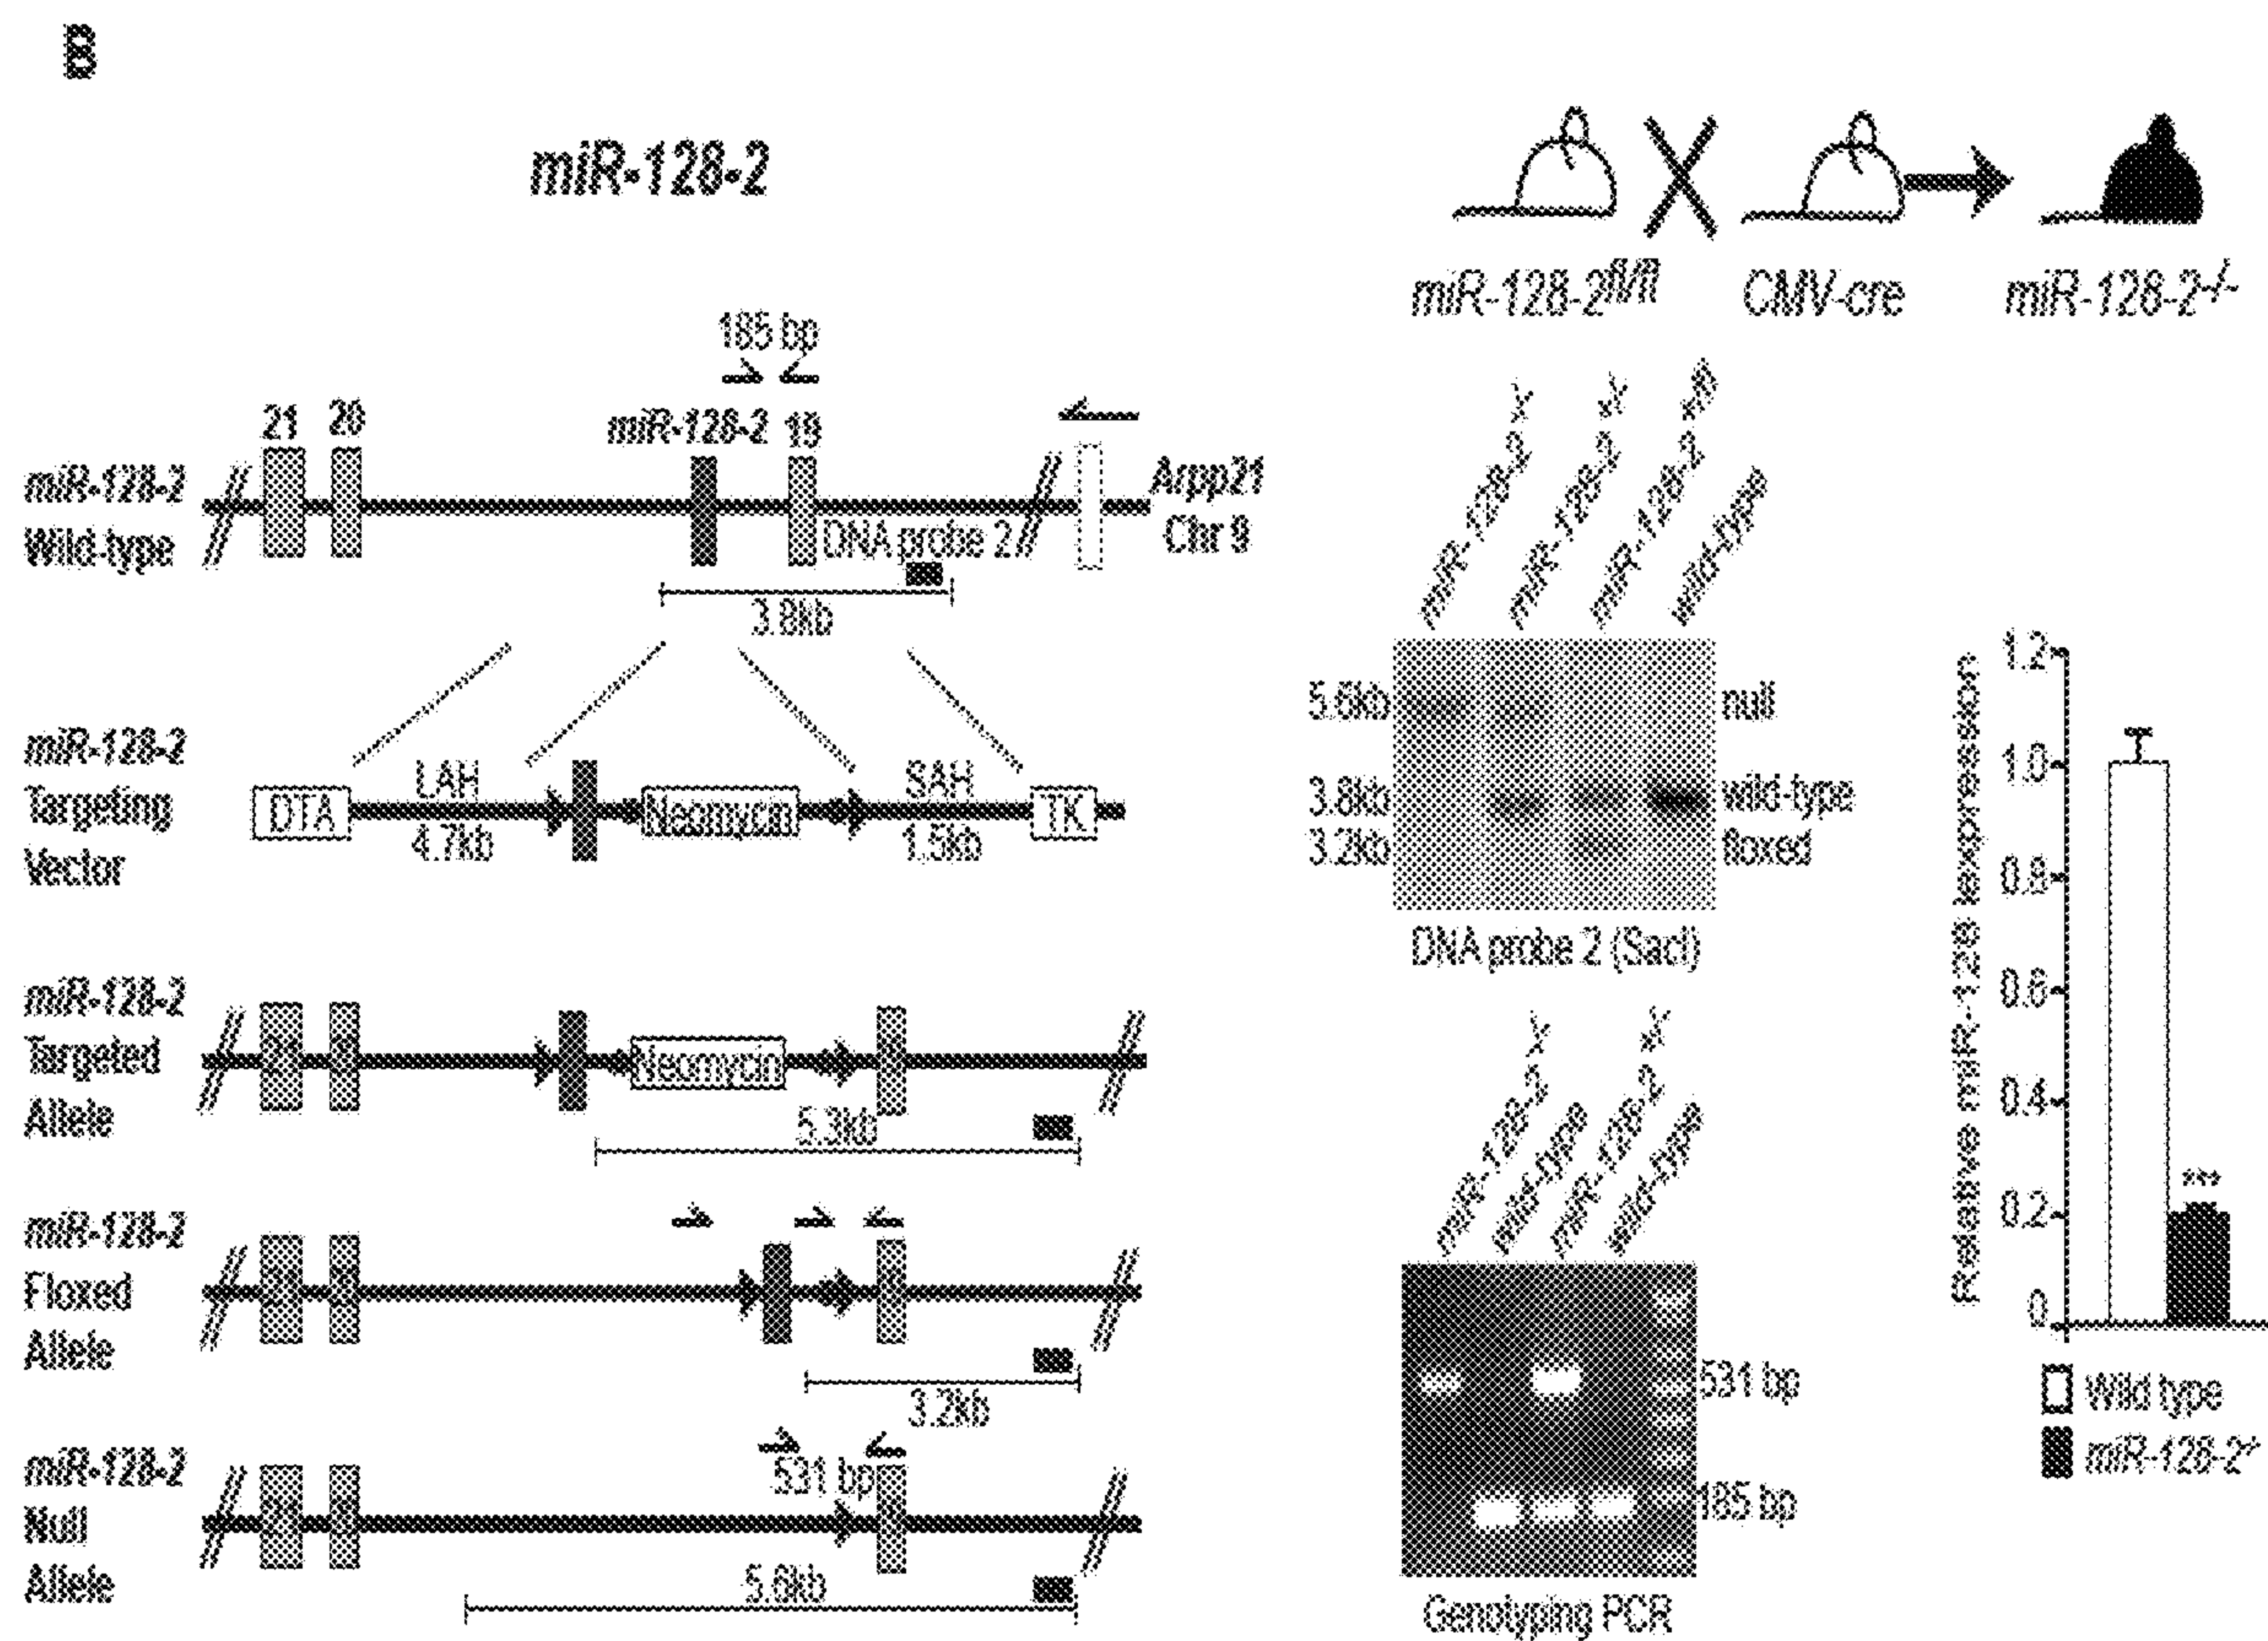 B
miR-128-2
185 bp
21
20
miR-128-2
19
miR-128-2
Wild-type
DNA probe 2
Arpp21
Chr 9
3.8kb
miR-128-2
Targeting
Vector
DTA
LAH
4.7kb
Neomycin
SAH
1.5kb
TK
miR-128-2
Targeted
Allele
Neomycin
5.3kb
miR-128-2
Floxed
Allele
3.2kb
miR-128-2
Null
Allele
531 bp
5.6kb
miR-128-2fl/fl
CMV-cre
miR-128-2-/-
miR-128-2 -/-
miR-128-2 +/-
miR-128-2 +/fl
wild-type
5.6kb
null
3.8kb
wild-type
3.2kb
floxed
DNA probe 2 (SacI)
miR-128-2 -/-
wild-type
miR-128-2 +/-
wild-type
531 bp
185 bp
Genotyping PCR
Relative miR-128 lexpression
1.2
1.0
0.8
0.6
0.4
0.2
0
***
Wild type
miR-128-2-/-